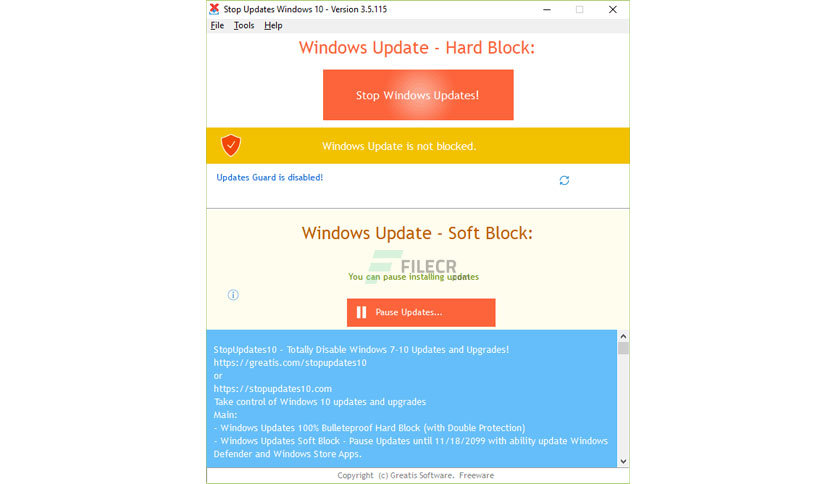 Stop Updates Windows 10 - Version 3.5.115
File Tools Help
Windows Update - Hard Block:
Stop Windows Updates!
Windows Update is not blocked.
Updates Guard is disabled!
Windows Update - Soft Block:
FILECR
.com
You can pause installing updates
Pause Updates...
StopUpdates10 - Totally Disable Windows 7-10 Updates and Upgrades!
https://greatis.com/stopupdates10
or
https://stopupdates10.com
Take control of Windows 10 updates and upgrades
Main:
- Windows Updates 100% Bulleteproof Hard Block (with Double Protection)
- Windows Updates Soft Block - Pause Updates until 11/18/2099 with ability update Windows
Defender and Windows Store Apps.
Copyright (c) Greatis Software. Freeware